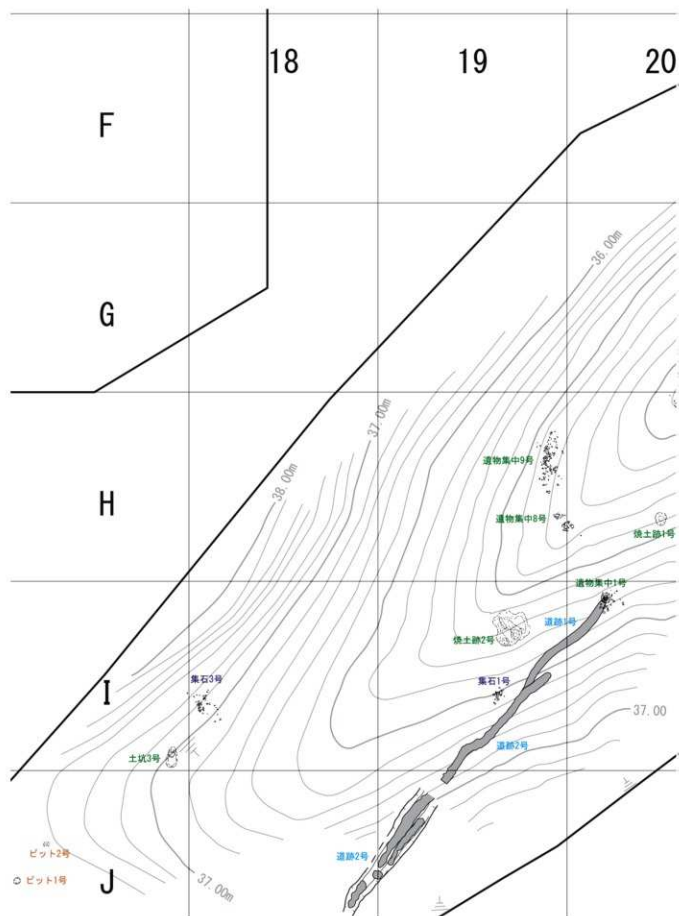 18
19
20
F
36.00m
G
37.00m
遺物集中9号
38.00m
H
遺物集中8号
焼土跡1号
遺物集中1号
道跡1号
焼土跡2号
集石3号
集石1号
I
37.00
道跡2号
土坑3号
ピット2号
道跡2号
ピット1号
J
37.00m